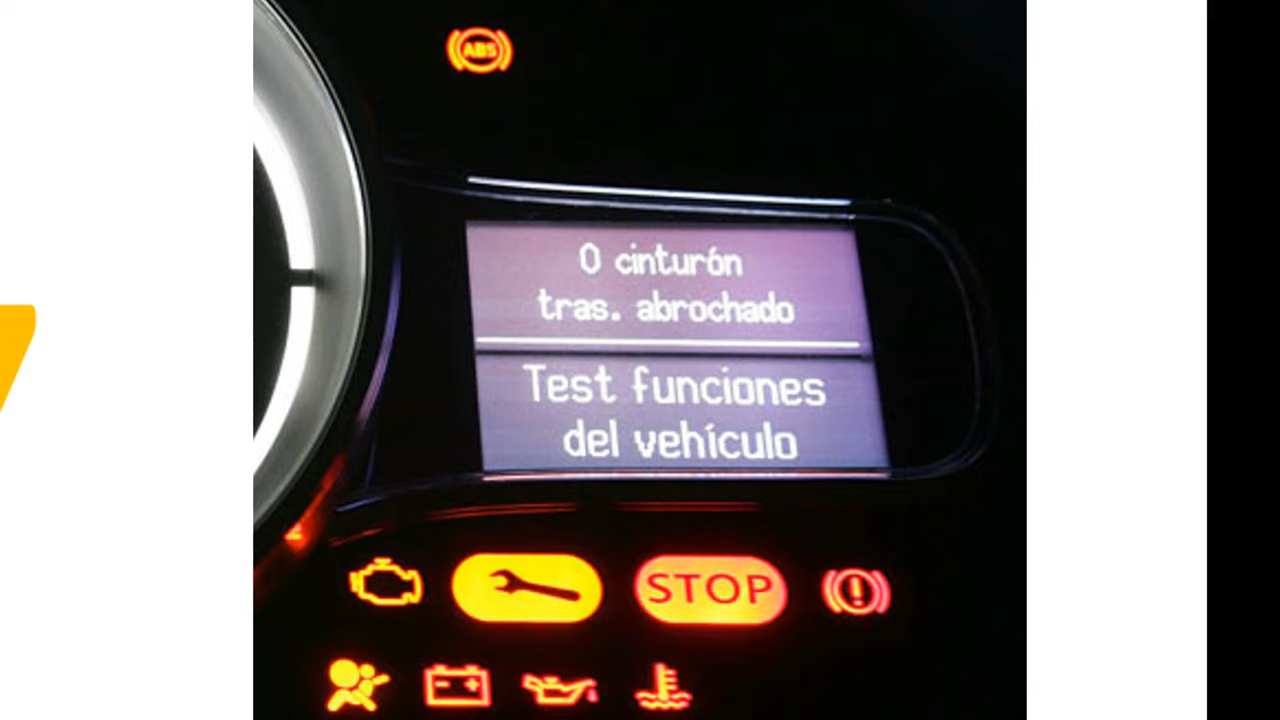 ABS
0 cinturón
tras. abrochado
Test funciones
del vehículo
STOP